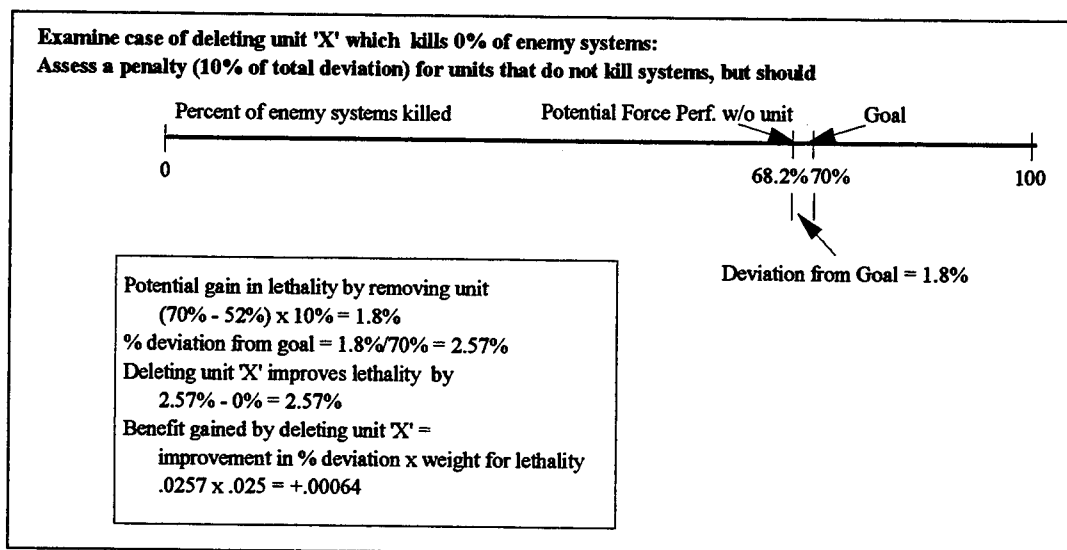 Examine case of deleting unit 'X' which kills 0% of enemy systems:
Assess a penalty (10% of total deviation) for units that do not kill systems, but should
Percent of enemy systems killed
Potential Force Perf. w/o unit
Goal
0
68.2%
70%
100
Deviation from Goal = 1.8%
Potential gain in lethality by removing unit
(70% - 52%) x 10% = 1.8%
% deviation from goal = 1.8%/70% = 2.57%
Deleting unit 'X' improves lethality by
2.57% - 0% = 2.57%
Benefit gained by deleting unit 'X' =
improvement in % deviation x weight for lethality
.0257 x .025 = +.00064